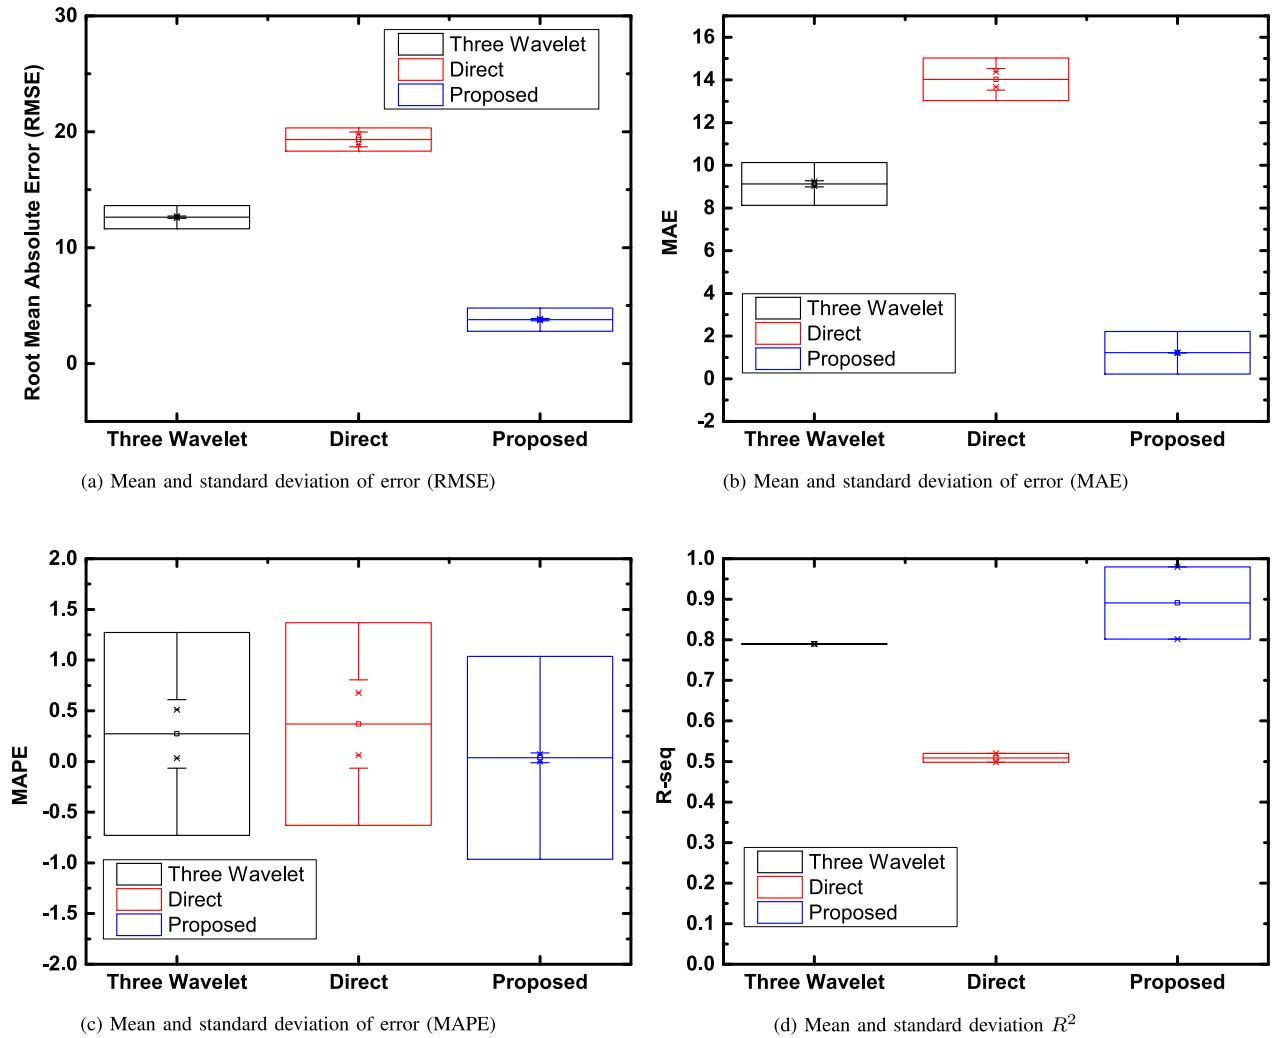 30
20
10
0
Root Mean Absolute Error (RMSE)
Three Wavelet
Direct
Proposed
Three Wavelet
Direct
Proposed
(a) Mean and standard deviation of error (RMSE)
16
14
12
10
8
6
4
2
0
-2
MAE
Three Wavelet
Direct
Proposed
Three Wavelet
Direct
Proposed
(b) Mean and standard deviation of error (MAE)
2.0
1.5
1.0
0.5
0.0
-0.5
-1.0
-1.5
-2.0
MAPE
Three Wavelet
Direct
Proposed
Three Wavelet
Direct
Proposed
(c) Mean and standard deviation of error (MAPE)
1.0
0.9
0.8
0.7
0.6
0.5
0.4
0.3
0.2
0.1
0.0
R-seq
Three Wavelet
Direct
Proposed
Three Wavelet
Direct
Proposed
(d) Mean and standard deviation R²